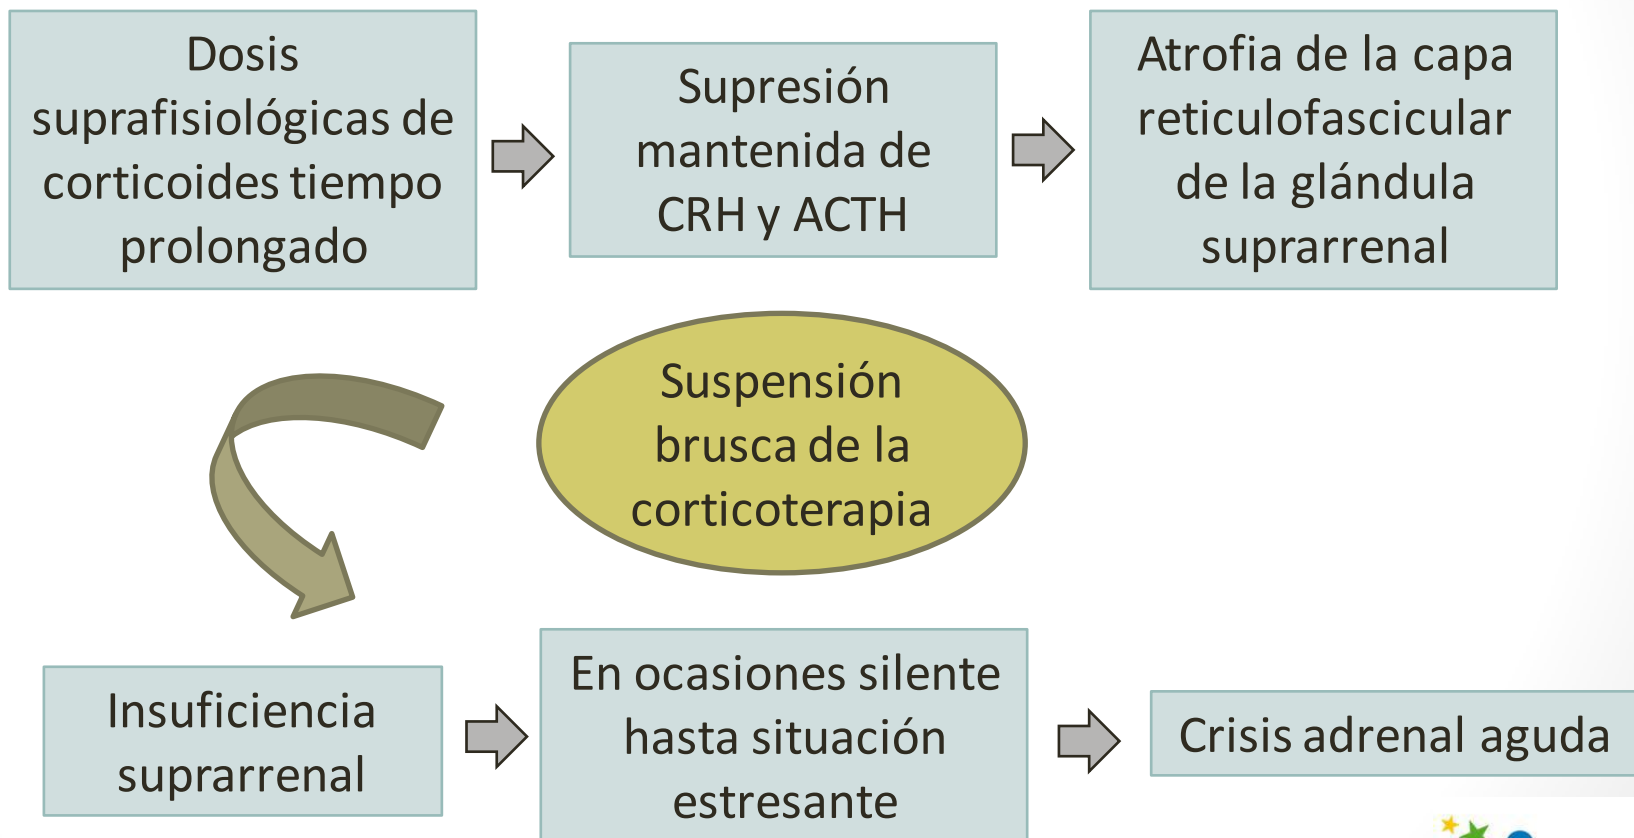 Dosis
suprafisiológicas de
corticoides tiempo
prolongado
Supresión
mantenida de
CRH y ACTH
Atrofia de la capa
reticulofascicular
de la glándula
suprarrenal
Suspensión
brusca de la
corticoterapia
Insuficiencia
suprarrenal
En ocasiones silente
hasta situación
estresante
Crisis adrenal aguda